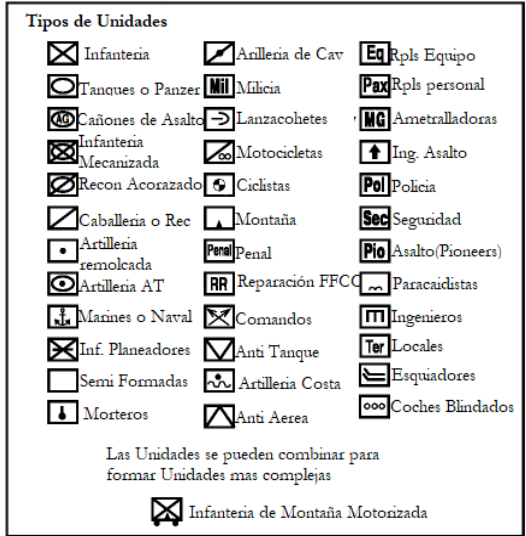 Tipos de Unidades
Infanteria
Tanques o Panzer
AG Cañones de Asalto
Infanteria
Mecanizada
Recon Acorazado
Caballeria o Rec
Artilleria
remolcada
Artilleria AT
Marines o Naval
Inf. Planeadores
Semi Formadas
Morteros
Arilleria de Cav
Mil Milicia
Lanzacohetes
Motocicletas
Ciclistas
Montaña
Penal Penal
RR Reparación FFCC
Comandos
Anti Tanque
Artilleria Costa
Anti Aerea
Eq Rpls Equipo
Pax Rpls personal
MG Ametralladoras
Ing. Asalto
Pol Policia
Sec Seguridad
Pio Asalto(Pioneers)
Paracaidistas
Ingenieros
Ter Locales
Esquiadores
Coches Blindados
Las Unidades se pueden combinar para
formar Unidades mas complejas
Infanteria de Montaña Motorizada